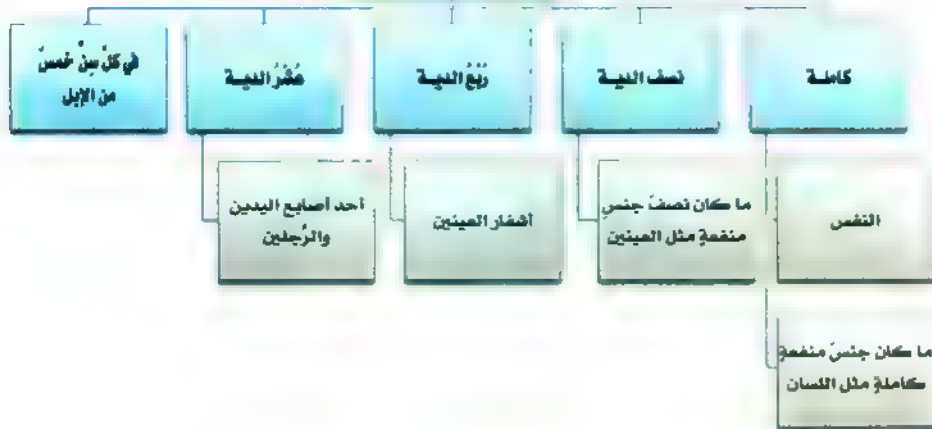 كاملة
نصف الدية
رُبْعُ الدية
عُشْرُ الدية
في كلِّ سِنٍّ خمسٌ
من الإبل
النفس
ما كان نصفَ جنسِ
منفعةٍ مثل العينين
أشفار العينين
أحد أصابع اليدين
والرِّجلين
ما كان جنسَ منفعةٍ
كاملةٍ مثل اللسان